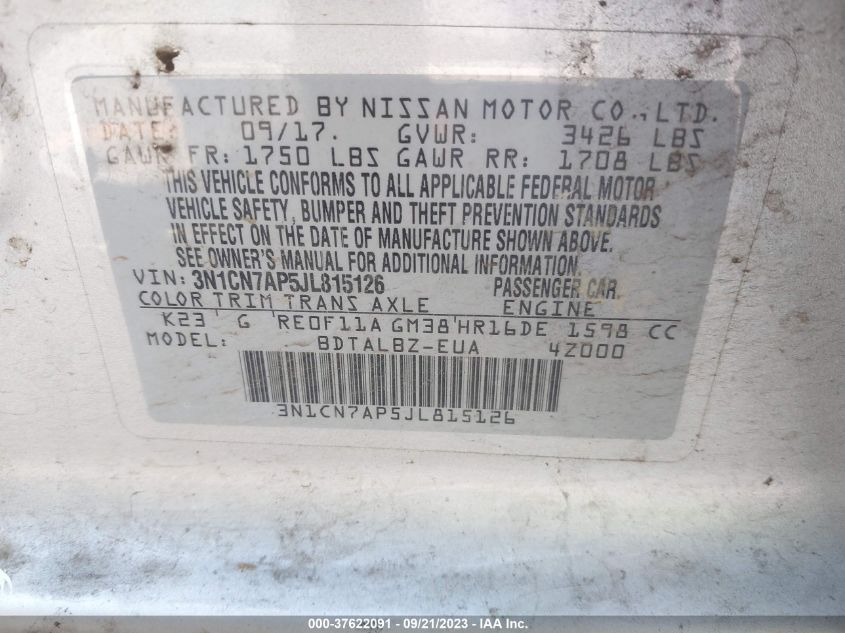 MANUFACTURED BY NISSAN MOTOR CO., LTD.
DATE: 09/17. GVWR: 3426 LBS
GAWR FR: 1750 LBS GAWR RR: 1708 LBS
THIS VEHICLE CONFORMS TO ALL APPLICABLE FEDERAL MOTOR
VEHICLE SAFETY, BUMPER AND THEFT PREVENTION STANDARDS
IN EFFECT ON THE DATE OF MANUFACTURE SHOWN ABOVE.
SEE OWNER'S MANUAL FOR ADDITIONAL INFORMATION.
VIN: 3N1CN7AP5JL815126 PASSENGER CAR.
COLOR TRIM TRANS AXLE ENGINE
K23 G RE0F11A GM38 HR16DE 1598 CC
MODEL: BDTALBZ-EUA 4Z000
3N1CN7AP5JL815126
000-37622091 - 09/21/2023 - IAA Inc.